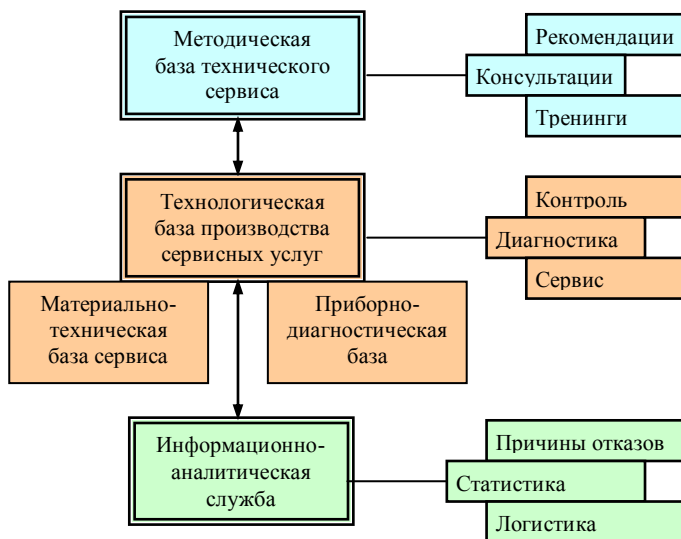 Методическая
база технического
сервиса
Рекомендации
Консультации
Тренинги
Технологическая
база производства
сервисных услуг
Контроль
Диагностика
Сервис
Материально-
техническая
база сервиса
Приборно-
диагностическая
база
Информационно-
аналитическая
служба
Причины отказов
Статистика
Логистика